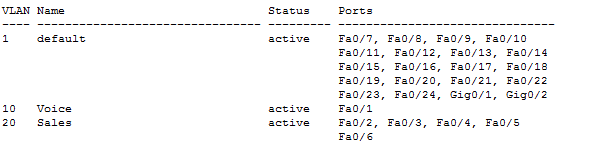 VLAN Name                             Status    Ports
---- -------------------------------- --------- -------------------------------
1    default                          active    Fa0/7, Fa0/8, Fa0/9, Fa0/10
                                                Fa0/11, Fa0/12, Fa0/13, Fa0/14
                                                Fa0/15, Fa0/16, Fa0/17, Fa0/18
                                                Fa0/19, Fa0/20, Fa0/21, Fa0/22
                                                Fa0/23, Fa0/24, Gig0/1, Gig0/2
10   Voice                            active    Fa0/1
20   Sales                            active    Fa0/2, Fa0/3, Fa0/4, Fa0/5
                                                Fa0/6